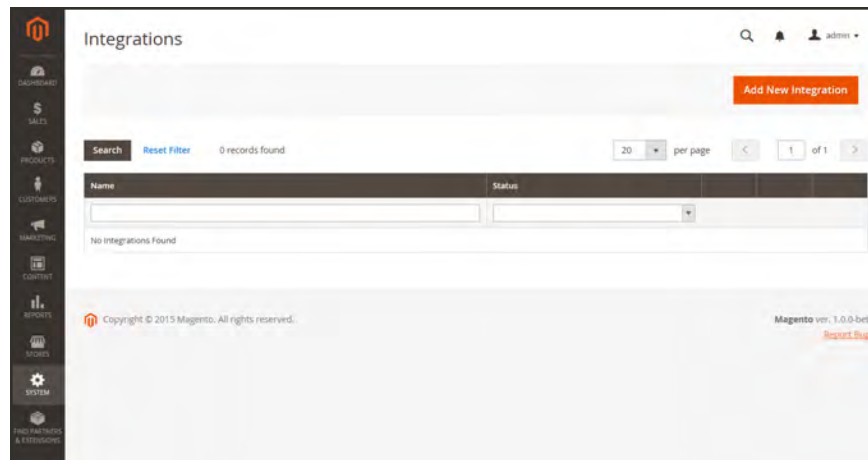 Integrations
admin
Add New Integration
Search Reset Filter 0 records found 20 per page 1 of 1
Name Status
No Integrations Found
DASHBOARD
SALES
PRODUCTS
CUSTOMERS
MARKETING
CONTENT
REPORTS
STORES
SYSTEM
FIND PARTNERS
& EXTENSIONS
Copyright © 2015 Magento. All rights reserved.
Magento ver. 1.0.0-bet
Report Bug